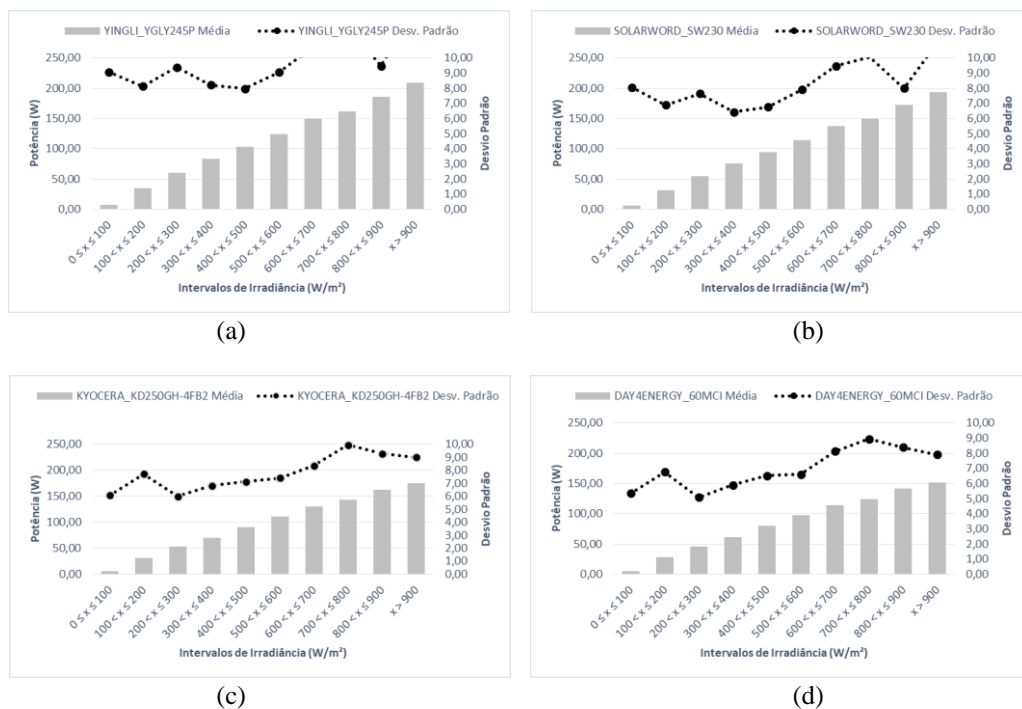 YINGLI_YGLY245P Média YINGLI_YGLY245P Desv. Padrão
250,00
200,00
150,00
100,00
50,00
0,00
Potência (W)
10,00
9,00
8,00
7,00
6,00
5,00
4,00
3,00
2,00
1,00
0,00
Desvio Padrão
0 ≤ x ≤ 100
100 < x ≤ 200
200 < x ≤ 300
300 < x ≤ 400
400 < x ≤ 500
500 < x ≤ 600
600 < x ≤ 700
700 < x ≤ 800
800 < x ≤ 900
x > 900
Intervalos de Irradiância (W/m²)
(a)
SOLARWORD_SW230 Média SOLARWORD_SW230 Desv. Padrão
250,00
200,00
150,00
100,00
50,00
0,00
Potência (W)
10,00
9,00
8,00
7,00
6,00
5,00
4,00
3,00
2,00
1,00
0,00
Desvio Padrão
0 ≤ x ≤ 100
100 < x ≤ 200
200 < x ≤ 300
300 < x ≤ 400
400 < x ≤ 500
500 < x ≤ 600
600 < x ≤ 700
700 < x ≤ 800
800 < x ≤ 900
x > 900
Intervalos de Irradiância (W/m²)
(b)
KYOCERA_KD250GH-4FB2 Média KYOCERA_KD250GH-4FB2 Desv. Padrão
250,00
200,00
150,00
100,00
50,00
0,00
Potência (W)
10,00
9,00
8,00
7,00
6,00
5,00
4,00
3,00
2,00
1,00
0,00
Desvio Padrão
0 ≤ x ≤ 100
100 < x ≤ 200
200 < x ≤ 300
300 < x ≤ 400
400 < x ≤ 500
500 < x ≤ 600
600 < x ≤ 700
700 < x ≤ 800
800 < x ≤ 900
x > 900
Intervalos de Irradiância (W/m²)
(c)
DAY4ENERGY_60MCI Média DAY4ENERGY_60MCI Desv. Padrão
250,00
200,00
150,00
100,00
50,00
0,00
Potência (W)
10,00
9,00
8,00
7,00
6,00
5,00
4,00
3,00
2,00
1,00
0,00
Desvio Padrão
0 ≤ x ≤ 100
100 < x ≤ 200
200 < x ≤ 300
300 < x ≤ 400
400 < x ≤ 500
500 < x ≤ 600
600 < x ≤ 700
700 < x ≤ 800
800 < x ≤ 900
x > 900
Intervalos de Irradiância (W/m²)
(d)